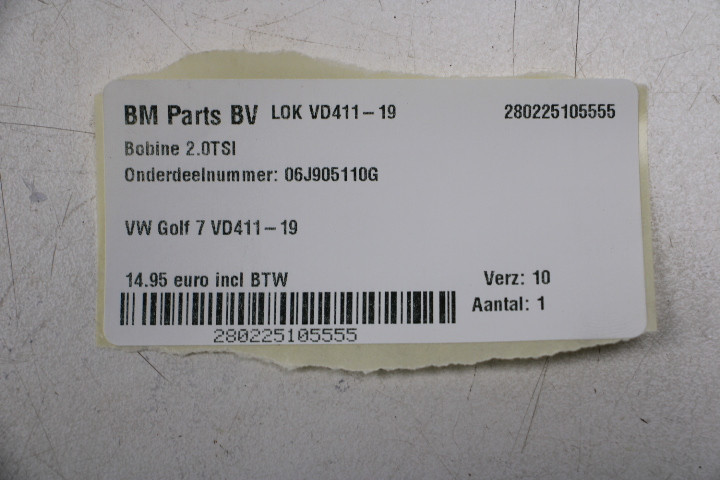 BM Parts BV LOK VD411-19 280225105555
Bobine 2.0TSI
Onderdeelnummer: 06J905110G
VW Golf 7 VD411-19
14.95 euro incl BTW Verz: 10
Aantal: 1
280225105555